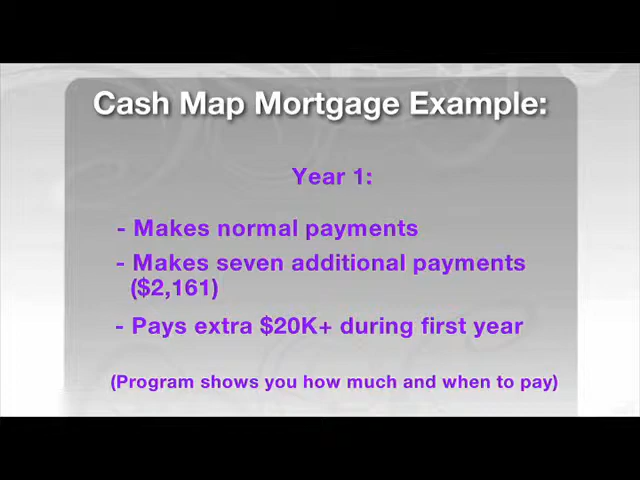 Cash Map Mortgage Example:
Year 1:
- Makes normal payments
- Makes seven additional payments
($2,161)
- Pays extra $20K+ during first year
(Program shows you how much and when to pay)